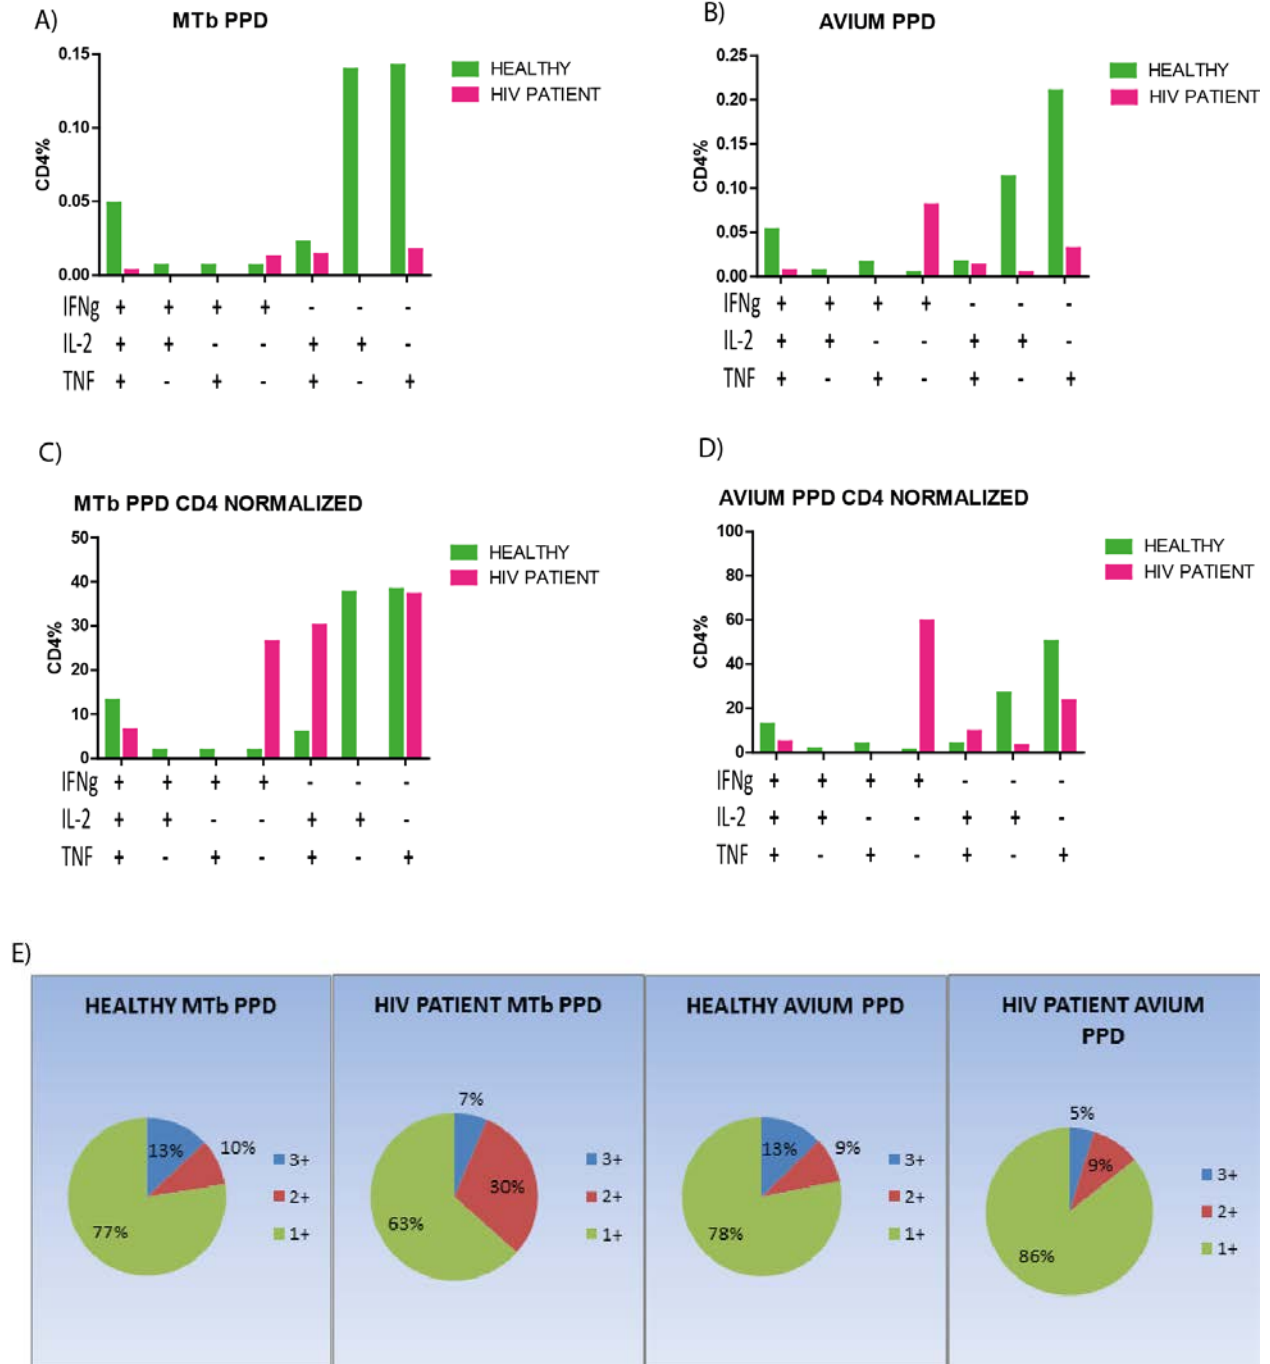 A)
MTb PPD
HEALTHY
HIV PATIENT
CD4%
0.15
0.10
0.05
0.00
IFNg + + + + - - -
IL-2 + + - - + + -
TNF + - + - + - +
B)
AVIUM PPD
HEALTHY
HIV PATIENT
CD4%
0.25
0.20
0.15
0.10
0.05
0.00
IFNg + + + + - - -
IL-2 + + - - + + -
TNF + - + - + - +
C)
MTb PPD CD4 NORMALIZED
HEALTHY
HIV PATIENT
CD4%
50
40
30
20
10
0
IFNg + + + + - - -
IL-2 + + - - + + -
TNF + - + - + - +
D)
AVIUM PPD CD4 NORMALIZED
HEALTHY
HIV PATIENT
CD4%
100
80
60
40
20
0
IFNg + + + + - - -
IL-2 + + - - + + -
TNF + - + - + - +
E)
HEALTHY MTb PPD
13%
10%
77%
3+
2+
1+
HIV PATIENT MTb PPD
7%
30%
63%
3+
2+
1+
HEALTHY AVIUM PPD
13%
9%
78%
3+
2+
1+
HIV PATIENT AVIUM
PPD
5%
9%
86%
3+
2+
1+